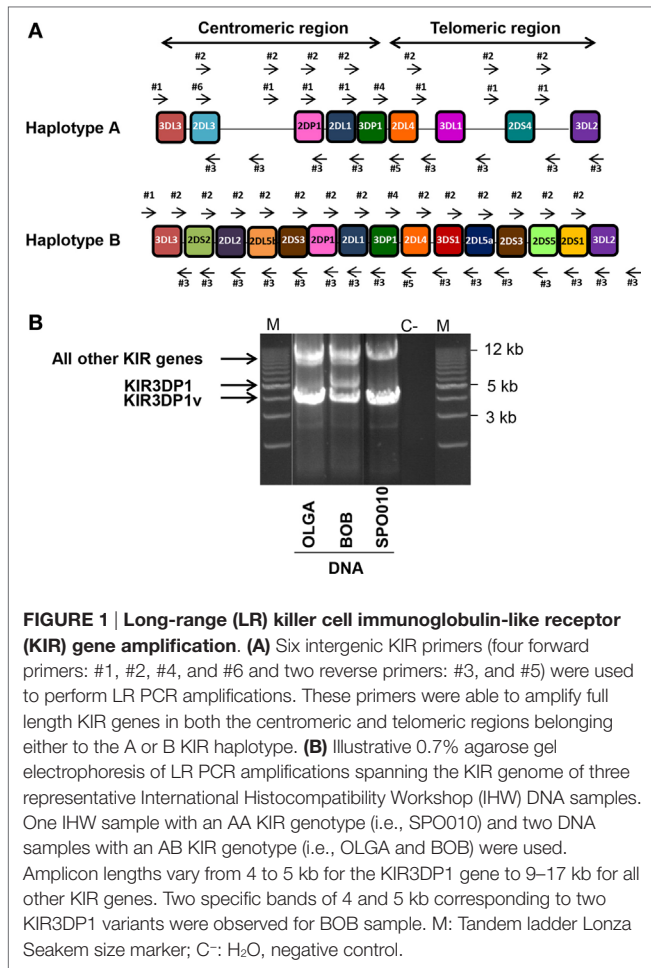 A
Centromeric region
Telomeric region
#2 #2 #2 #2 #2 #2 #2
#1 #6 #1 #1 #1 #4 #1 #1 #1
Haplotype A
3DL3 2DL3 2DP1 2DL1 3DP1 2DL4 3DL1 2DS4 3DL2
#3 #3 #3 #3 #5 #3 #3 #3
#1 #2 #2 #2 #2 #2 #2 #2 #4 #2 #2 #2 #2 #2 #2
Haplotype B
3DL3 2DS2 2DL2 2DL5b 2DS3 2DP1 2DL1 3DP1 2DL4 3DS1 2DL5a 2DS3 2DS5 2DS1 3DL2
#3 #3 #3 #3 #3 #3 #3 #5 #3 #3 #3 #3 #3 #3
B
M C- M
All other KIR genes
KIR3DP1
KIR3DP1v
12 kb
5 kb
3 kb
OLGA
BOB
SPO010
DNA
FIGURE 1 | Long-range (LR) killer cell immunoglobulin-like receptor
(KIR) gene amplification. (A) Six intergenic KIR primers (four forward
primers: #1, #2, #4, and #6 and two reverse primers: #3, and #5) were used
to perform LR PCR amplifications. These primers were able to amplify full
length KIR genes in both the centromeric and telomeric regions belonging
either to the A or B KIR haplotype. (B) Illustrative 0.7% agarose gel
electrophoresis of LR PCR amplifications spanning the KIR genome of three
representative International Histocompatibility Workshop (IHW) DNA samples.
One IHW sample with an AA KIR genotype (i.e., SPO010) and two DNA
samples with an AB KIR genotype (i.e., OLGA and BOB) were used.
Amplicon lengths vary from 4 to 5 kb for the KIR3DP1 gene to 9–17 kb for all
other KIR genes. Two specific bands of 4 and 5 kb corresponding to two
KIR3DP1 variants were observed for BOB sample. M: Tandem ladder Lonza
Seakem size marker; C⁻: H₂O, negative control.